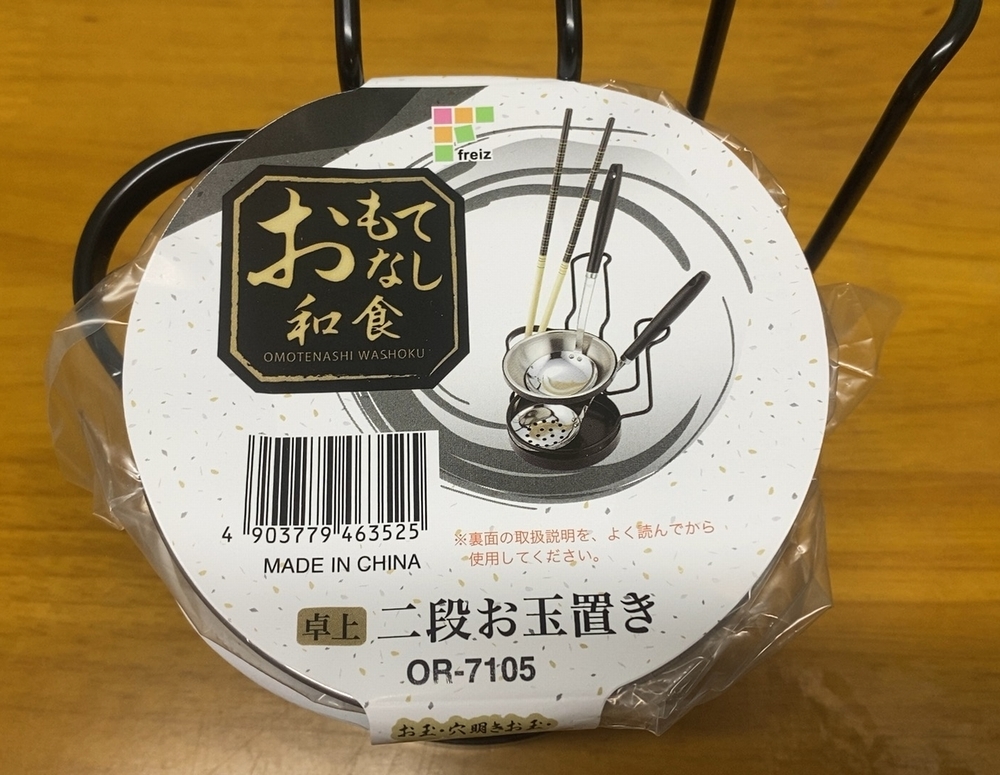 freiz
おもてなし
和食
OMOTENASHI WASHOKU
4 903779 463525
MADE IN CHINA
※裏面の取扱説明を、よく読んでから
使用してください。
卓上 二段お玉置き
OR-7105
お玉・穴明きお玉・